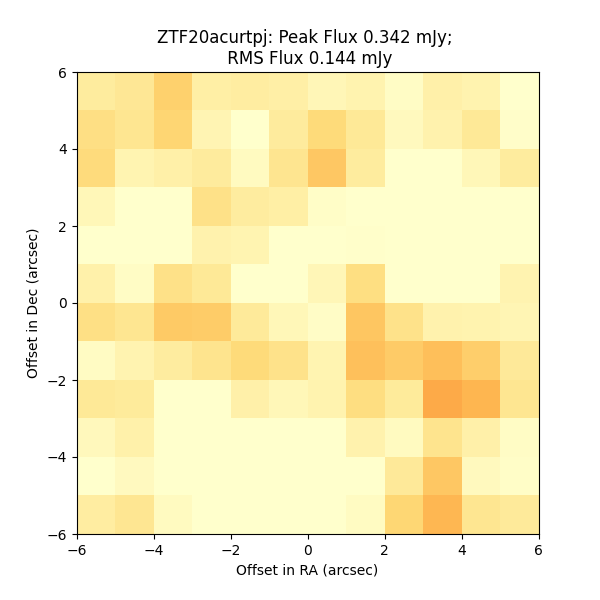 ZTF20acurtpj: Peak Flux 0.342 mJy;
RMS Flux 0.144 mJy
6
4
2
0
−2
−4
−6
Offset in Dec (arcsec)
−6 −4 −2 0 2 4 6
Offset in RA (arcsec)